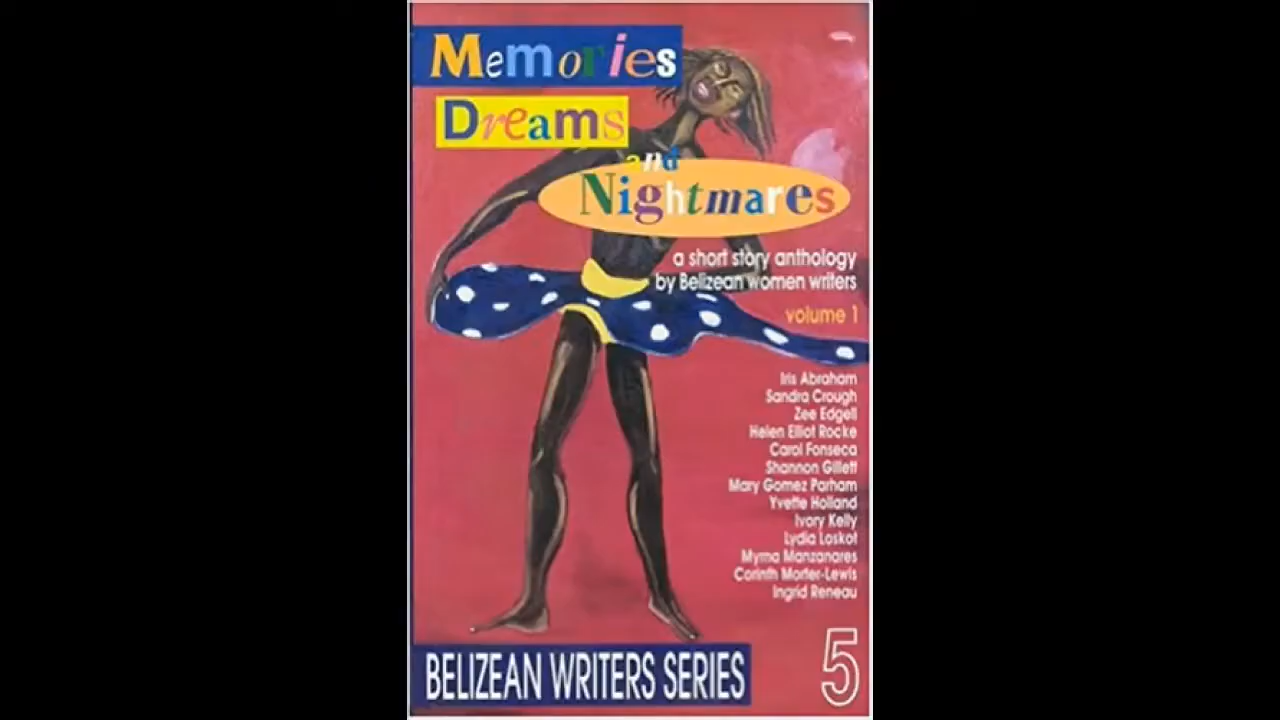 Memories
Dreams
and
Nightmares
a short story anthology
by Belizean women writers
volume 1
Iris Abraham
Sandra Crough
Zee Edgell
Helen Elliot Rocke
Carol Fonseca
Shannon Gillett
Mary Gomez Parham
Yvette Holland
Ivory Kelly
Lydia Loskot
Myrna Manzanares
Corinth Morter-Lewis
Ingrid Reneau
BELIZEAN WRITERS SERIES
5